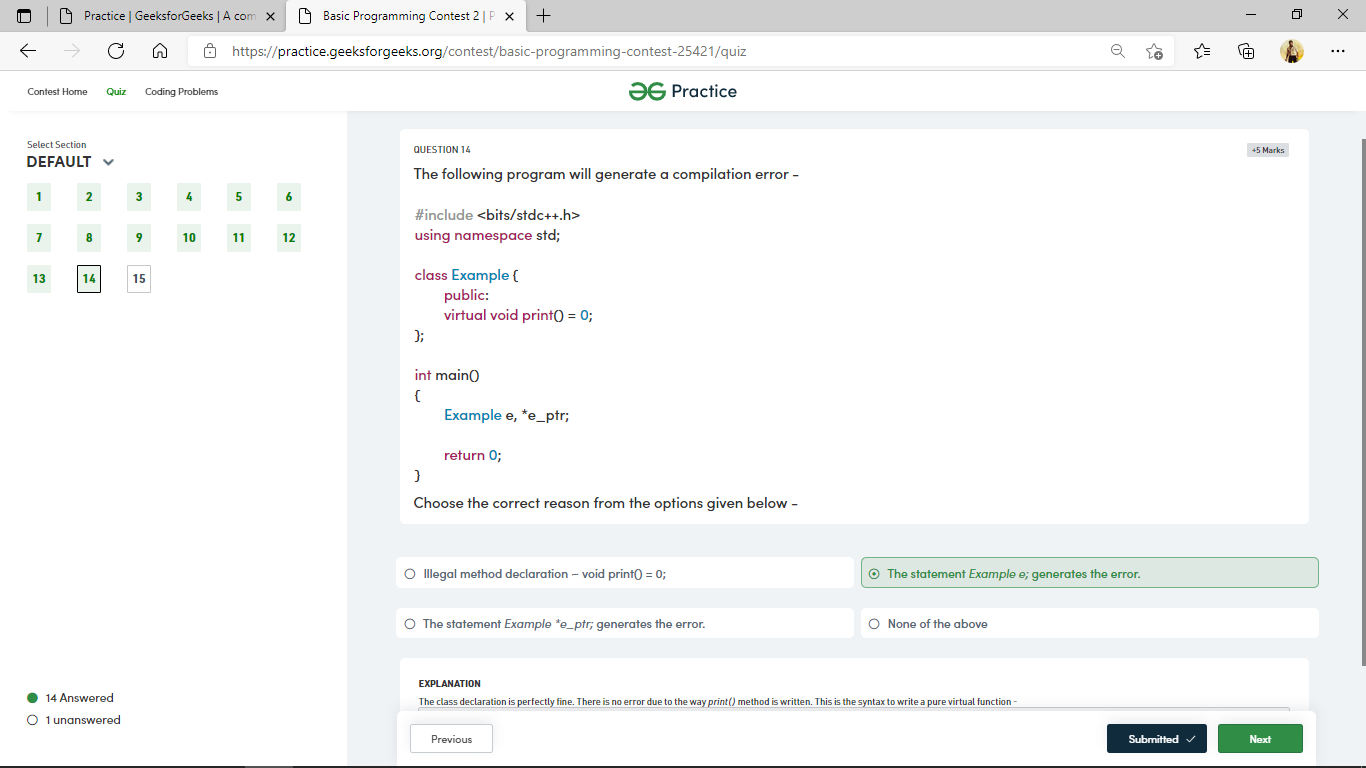 Practice | GeeksforGeeks | A com
Basic Programming Contest 2 | P
https://practice.geeksforgeeks.org/contest/basic-programming-contest-25421/quiz
Contest Home Quiz Coding Problems
Practice
Select Section
DEFAULT
1 2 3 4 5 6
7 8 9 10 11 12
13 14 15
14 Answered
1 unanswered
QUESTION 14
+5 Marks
The following program will generate a compilation error -
#include <bits/stdc++.h>
using namespace std;
class Example {
public:
virtual void print() = 0;
};
int main()
{
Example e, *e_ptr;
return 0;
}
Choose the correct reason from the options given below -
Illegal method declaration – void print() = 0;
The statement Example e; generates the error.
The statement Example *e_ptr; generates the error.
None of the above
EXPLANATION
The class declaration is perfectly fine. There is no error due to the way print() method is written. This is the syntax to write a pure virtual function -
Previous
Submitted
Next